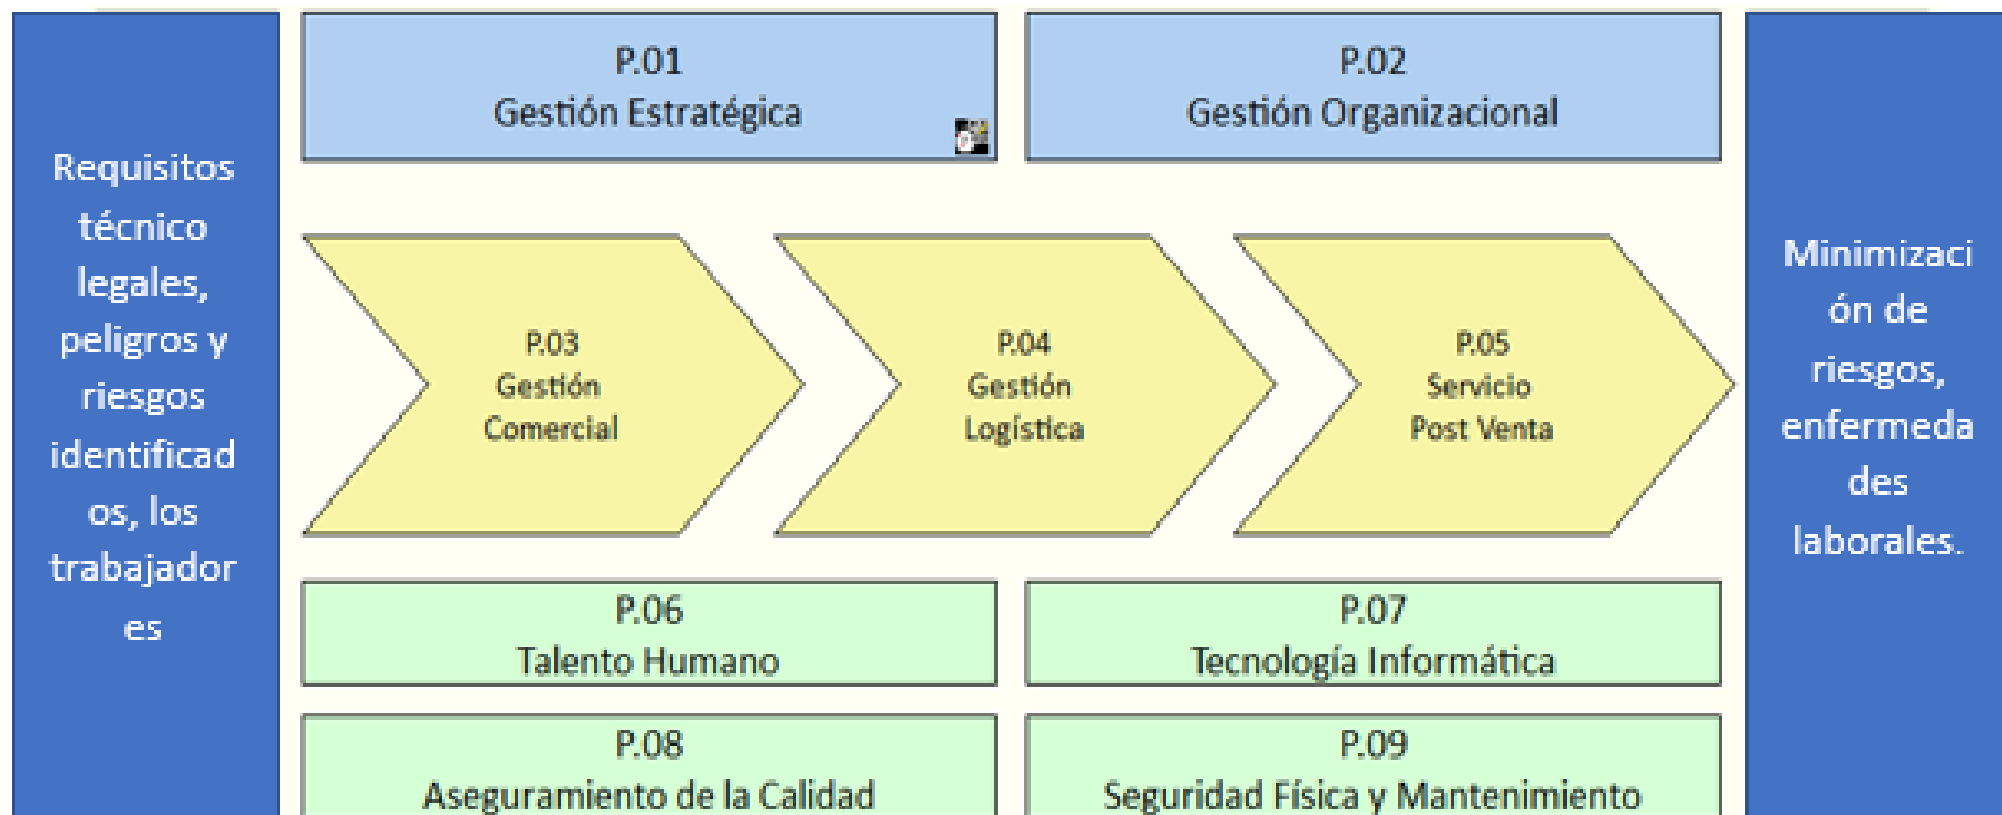 Requisitos
técnico
legales,
peligros y
riesgos
identificad
os, los
trabajador
es
P.01
Gestión Estratégica
P.02
Gestión Organizacional
P.03
Gestión
Comercial
P.04
Gestión
Logística
P.05
Servicio
Post Venta
P.06
Talento Humano
P.07
Tecnología Informática
P.08
Aseguramiento de la Calidad
P.09
Seguridad Física y Mantenimiento
Minimizaci
ón de
riesgos,
enfermeda
des
laborales.